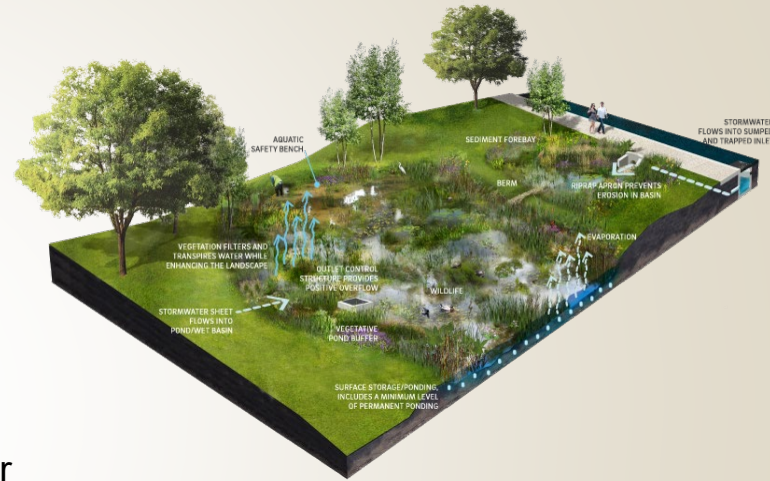 STORMWATER
FLOWS INTO SUMPED
AND TRAPPED INLET
SEDIMENT FOREBAY
AQUATIC
SAFETY BENCH
BERM
RIPRAP APRON PREVENTS
EROSION IN BASIN
EVAPORATION
VEGETATION FILTERS AND
TRANSPIRES WATER WHILE
ENHANCING THE LANDSCAPE
OUTLET CONTROL
STRUCTURE PROVIDES
POSITIVE OVERFLOW
WILDLIFE
STORMWATER SHEET
FLOWS INTO
POND/WET BASIN
VEGETATIVE
POND BUFFER
SURFACE STORAGE/PONDING,
INCLUDES A MINIMUM LEVEL
OF PERMANENT PONDING
r